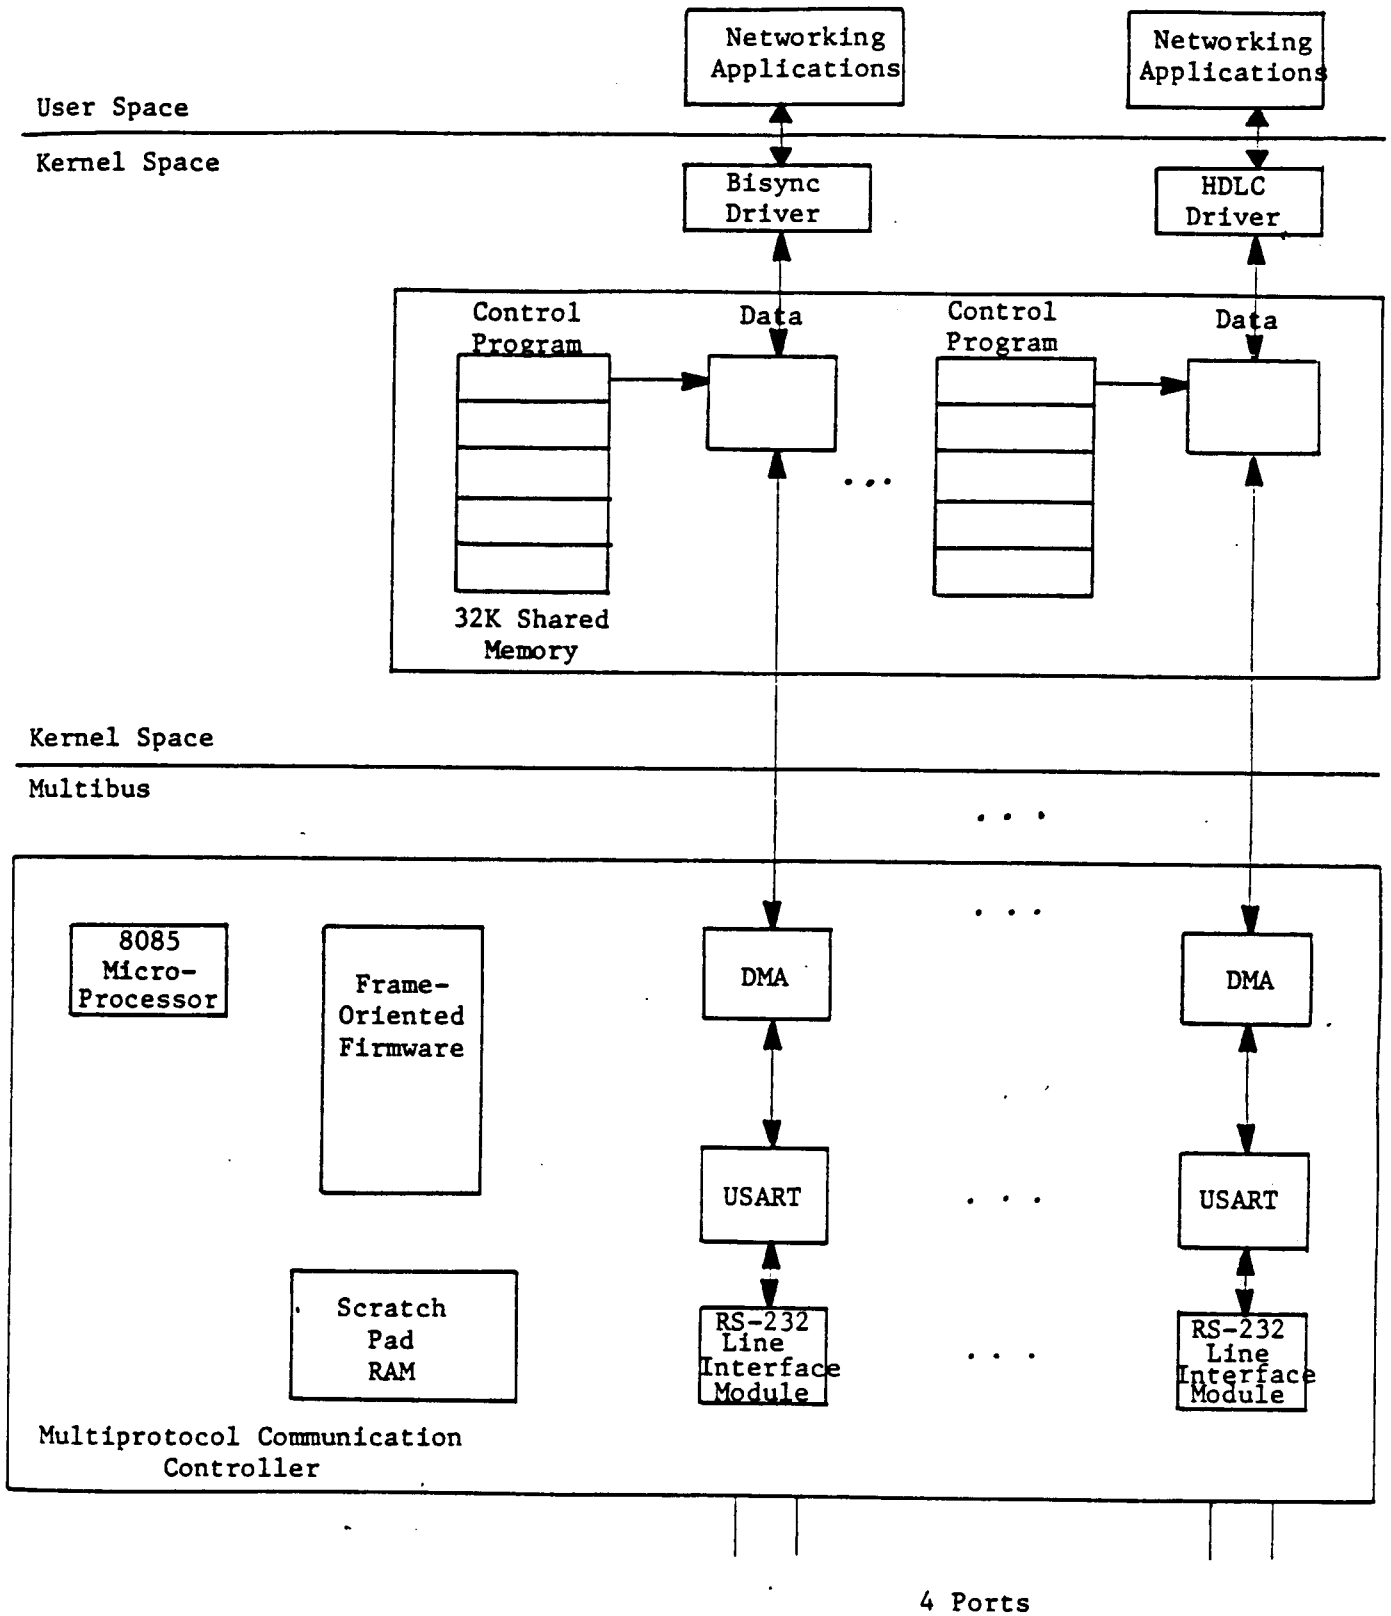 Networking
Applications
Networking
Applications
User Space
Kernel Space
Bisync
Driver
HDLC
Driver
Control
Program
Data
Control
Program
Data
32K Shared
Memory
Kernel Space
Multibus
8085
Micro-
Processor
Frame-
Oriented
Firmware
DMA
DMA
USART
USART
Scratch
Pad
RAM
RS-232
Line
Interface
Module
RS-232
Line
Interface
Module
Multiprotocol Communication
Controller
4 Ports